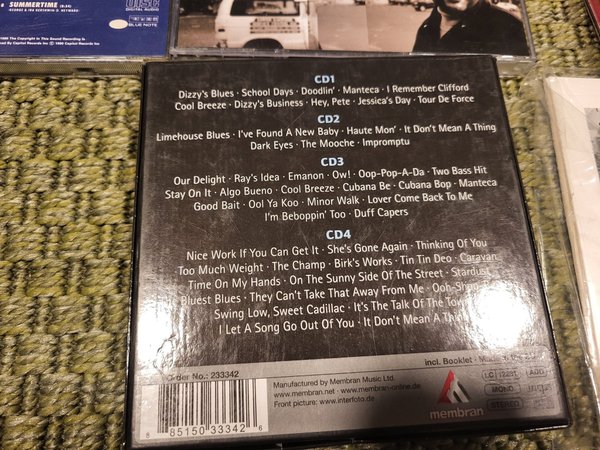 SUMMERTIME
CD1
Dizzy's Blues · School Days · Doodlin' · Manteca · I Remember Clifford
Cool Breeze · Dizzy's Business · Hey, Pete · Jessica's Day · Tour De Force
CD2
Limehouse Blues · I've Found A New Baby · Haute Mon' · It Don't Mean A Thing
Dark Eyes · The Mooche · Impromptu
CD3
Our Delight · Ray's Idea · Emanon · Ow! · Oop-Pop-A-Da · Two Bass Hit
Stay On It · Algo Bueno · Cool Breeze · Cubana Be · Cubana Bop · Manteca
Good Bait · Ool Ya Koo · Minor Walk · Lover Come Back To Me
I'm Beboppin' Too · Duff Capers
CD4
Nice Work If You Can Get It · She's Gone Again · Thinking Of You
Too Much Weight · The Champ · Birk's Works · Tin Tin Deo · Caravan
Time On My Hands · On The Sunny Side Of The Street · Stardust
Bluest Blues · They Can't Take That Away From Me ·
Swing Low, Sweet Cadillac · It's The Talk Of The
I Let A Song Go Out Of You · It Don't Mean A
incl. Booklet
No.: 233342
Manufactured by Membran Music Ltd.
www.membran.net · www.membran-online.de
Front picture: www.interfoto.de
membran
LC 12281
ADD
MONO
STEREO
8 85150 33342 6